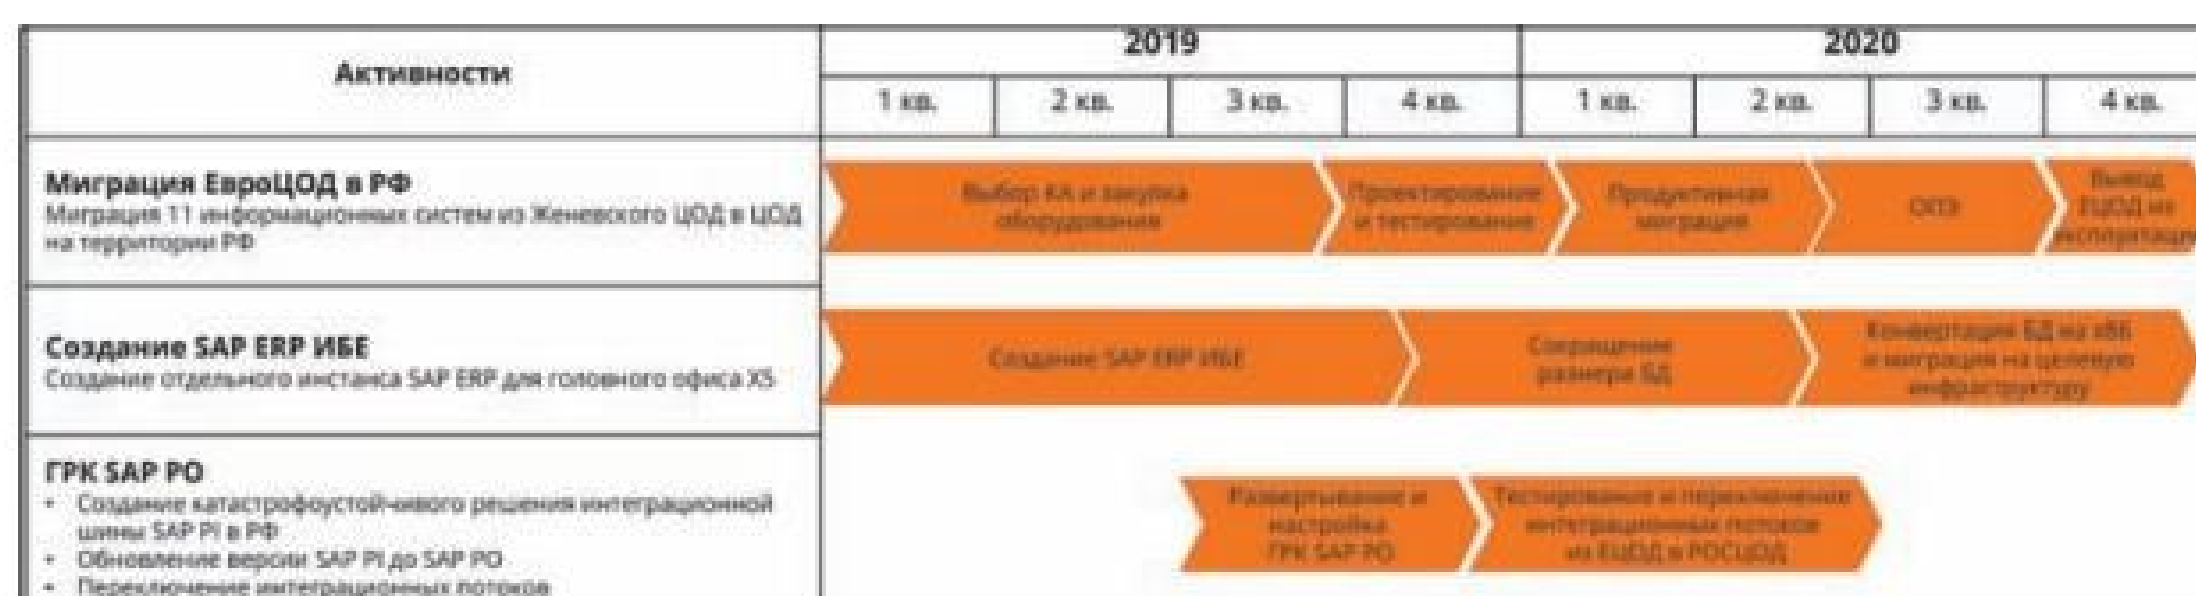 Активности
2019
2020
1 кв.
2 кв.
3 кв.
4 кв.
1 кв.
2 кв.
3 кв.
4 кв.
Миграция ЕвроЦОД в РФ
Миграция 11 информационных систем из Женевского ЦОД в ЦОД
на территории РФ
Выбор КА и закупка
оборудования
Проектирование
и тестирование
Продуктивная
миграция
ОПЭ
Вывод
ЕЦОД из
эксплуатации
Создание SAP ERP ИБЕ
Создание отдельного инстанса SAP ERP для головного офиса X5
Создание SAP ERP ИБЕ
Сокращение
размера БД
Конвертация БД на
и миграция на целевую
инфраструктуру
ГРК SAP PO
• Создание катастрофоустойчивого решения интеграционной
шины SAP PI в РФ
• Обновление версии SAP PI до SAP PO
• Переключение интеграционных потоков
Развертывание и
настройка
ГРК SAP PO
Тестирование и переключение
интеграционных потоков
из ЕЦОД в РОСЦОД